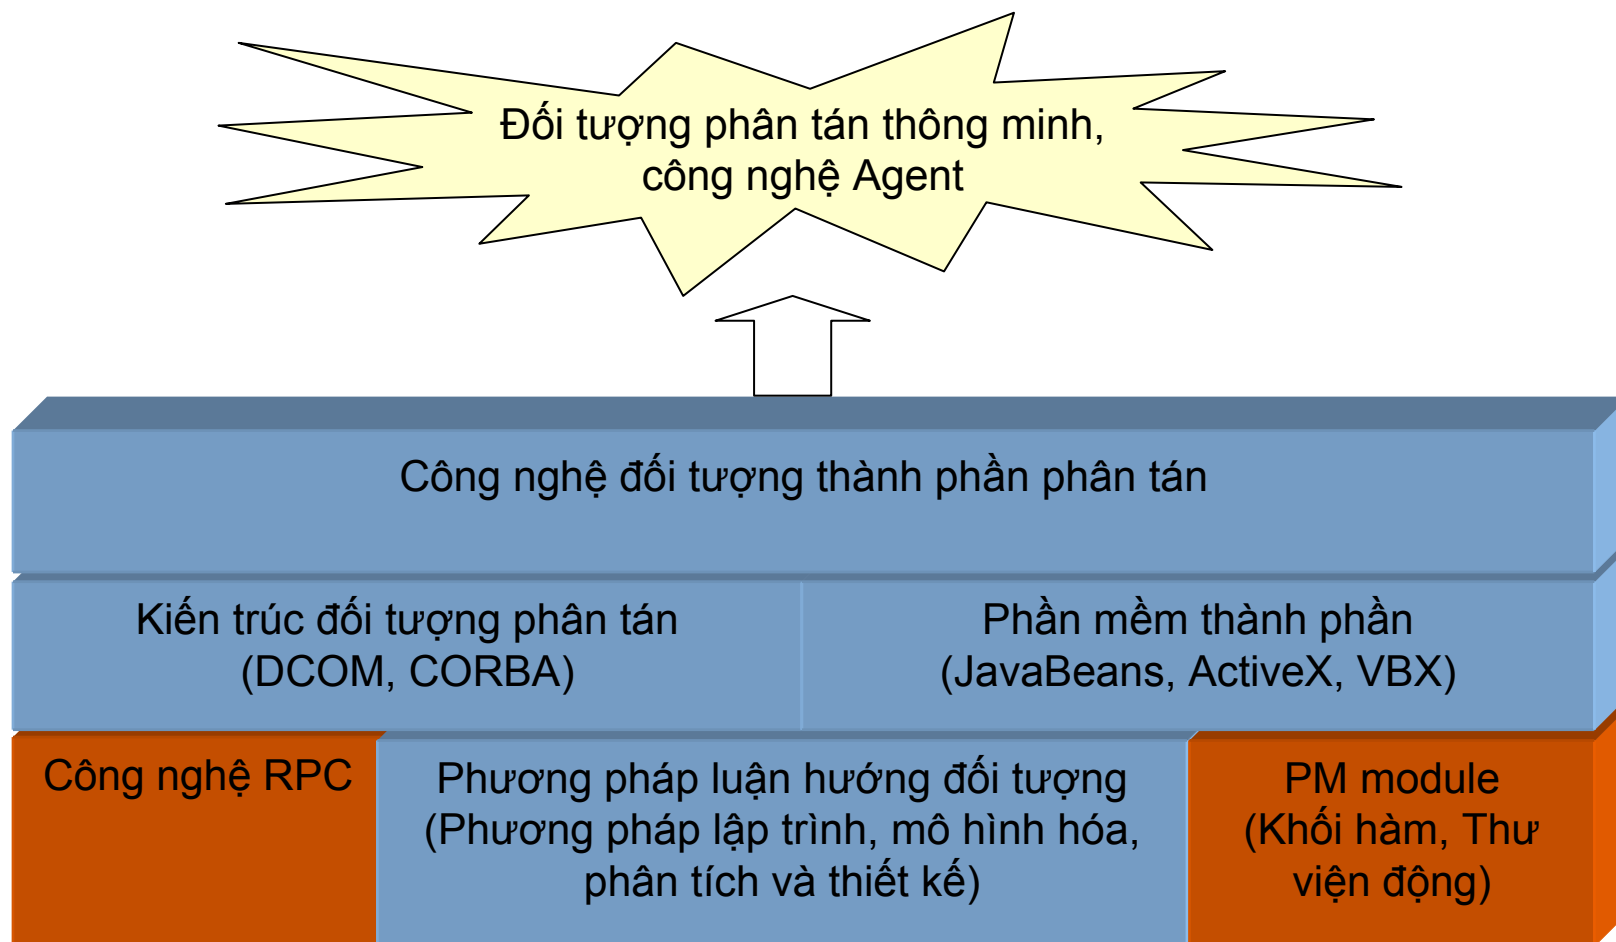 Đối tượng phân tán thông minh,
công nghệ Agent
Công nghệ đối tượng thành phần phân tán
Kiến trúc đối tượng phân tán
(DCOM, CORBA)
Phần mềm thành phần
(JavaBeans, ActiveX, VBX)
Công nghệ RPC
Phương pháp luận hướng đối tượng
(Phương pháp lập trình, mô hình hóa,
phân tích và thiết kế)
PM module
(Khối hàm, Thư
viện động)